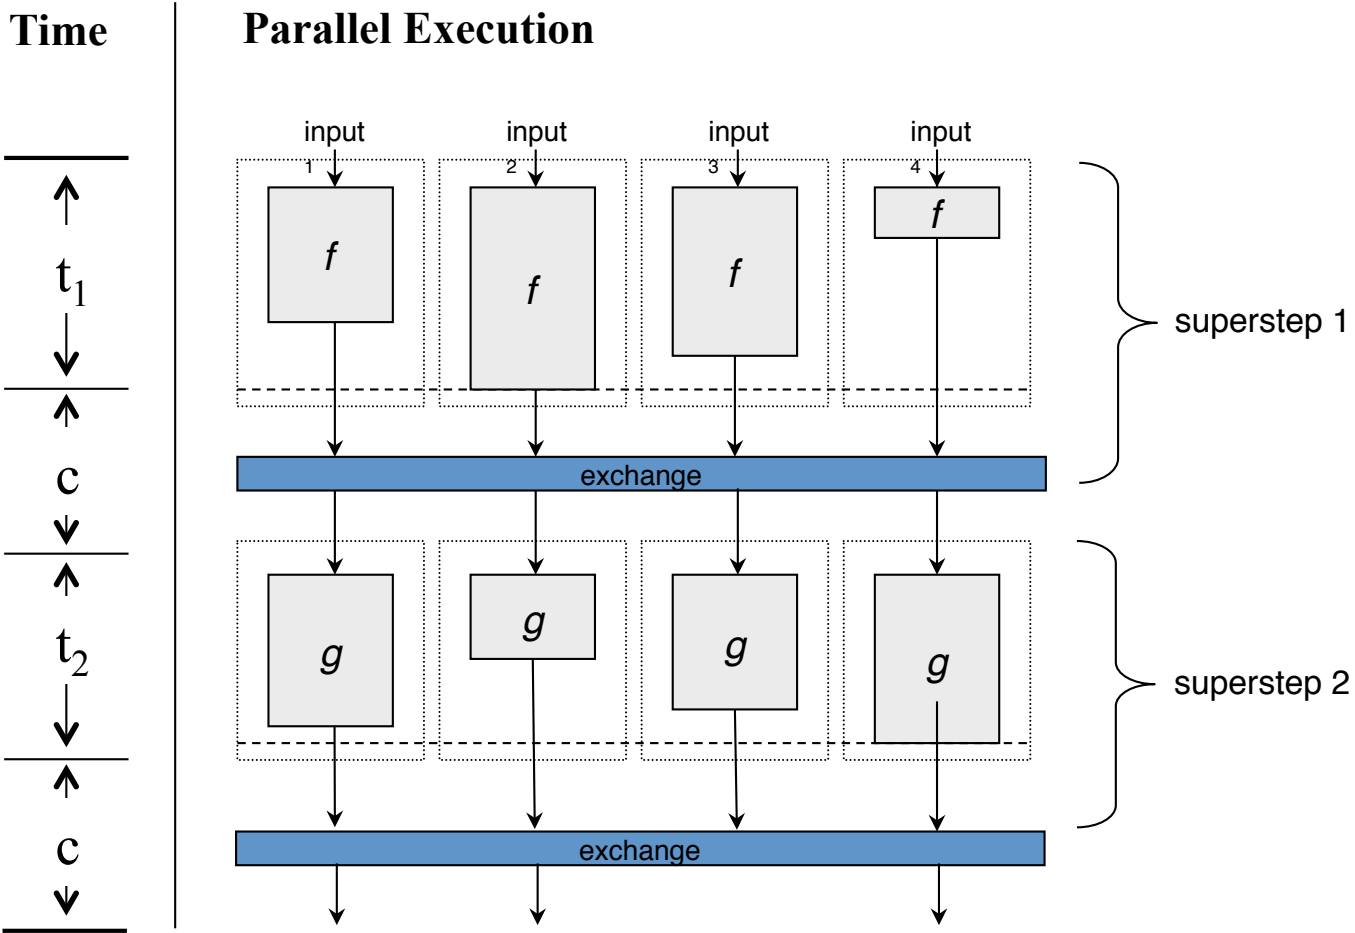 Time
Parallel Execution
input input input input
1 2 3 4
f f f f
t1
superstep 1
c
exchange
g g g g
t2
superstep 2
c
exchange